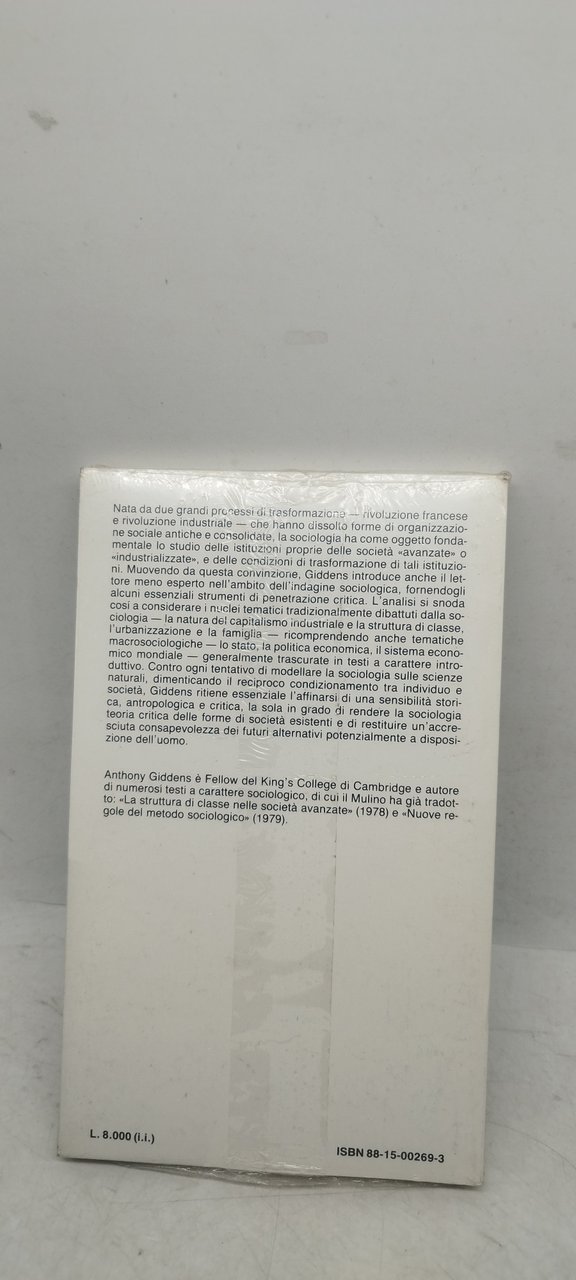 Nata da due grandi processi di trasformazione — rivoluzione francese
e rivoluzione industriale — che hanno dissolto forme di organizzazio-
ne sociale antiche e consolidate, la sociologia ha come oggetto fonda-
mentale lo studio delle istituzioni proprie delle società «avanzate» o
«industrializzate», e delle condizioni di trasformazione di tali istituzio-
ni. Muovendo da questa convinzione, Giddens introduce anche il let-
tore meno esperto nell'ambito dell'indagine sociologica, fornendogli
alcuni essenziali strumenti di penetrazione critica. L'analisi si snoda
così a considerare i nuclei tematici tradizionalmente dibattuti dalla so-
ciologia — la natura del capitalismo industriale e la struttura di classe,
l'urbanizzazione e la famiglia — ricomprendendo anche tematiche
macrosociologiche — lo stato, la politica economica, il sistema econo-
mico mondiale — generalmente trascurate in testi a carattere intro-
duttivo. Contro ogni tentativo di modellare la sociologia sulle scienze
naturali, dimenticando il reciproco condizionamento tra individuo e
società, Giddens ritiene essenziale l'affinarsi di una sensibilità stori-
ca, antropologica e critica, la sola in grado di rendere la sociologia
teoria critica delle forme di società esistenti e di restituire un'accre-
sciuta consapevolezza dei futuri alternativi potenzialmente a disposi-
zione dell'uomo.
Anthony Giddens è Fellow del King's College di Cambridge e autore
di numerosi testi a carattere sociologico, di cui il Mulino ha già tradot-
to: «La struttura di classe nelle società avanzate» (1978) e «Nuove re-
gole del metodo sociologico» (1979).
L. 8.000 (i.i.)
ISBN 88-15-00269-3